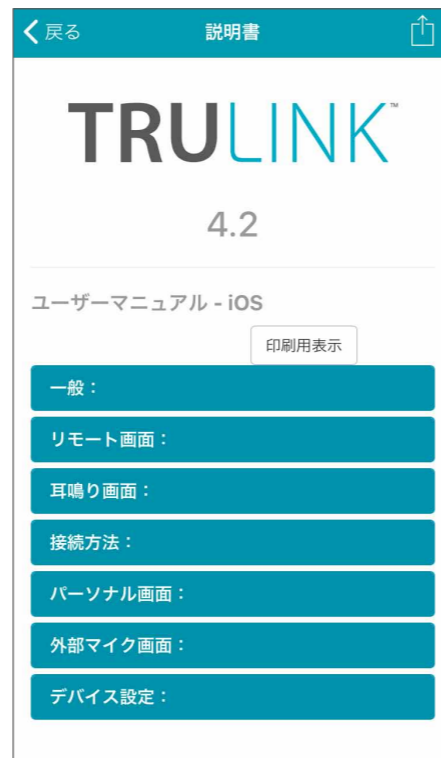 戻る 説明書
TRULINK™
4.2
ユーザーマニュアル - iOS
印刷用表示
一般：
リモート画面：
耳鳴り画面：
接続方法：
パーソナル画面：
外部マイク画面：
デバイス設定：